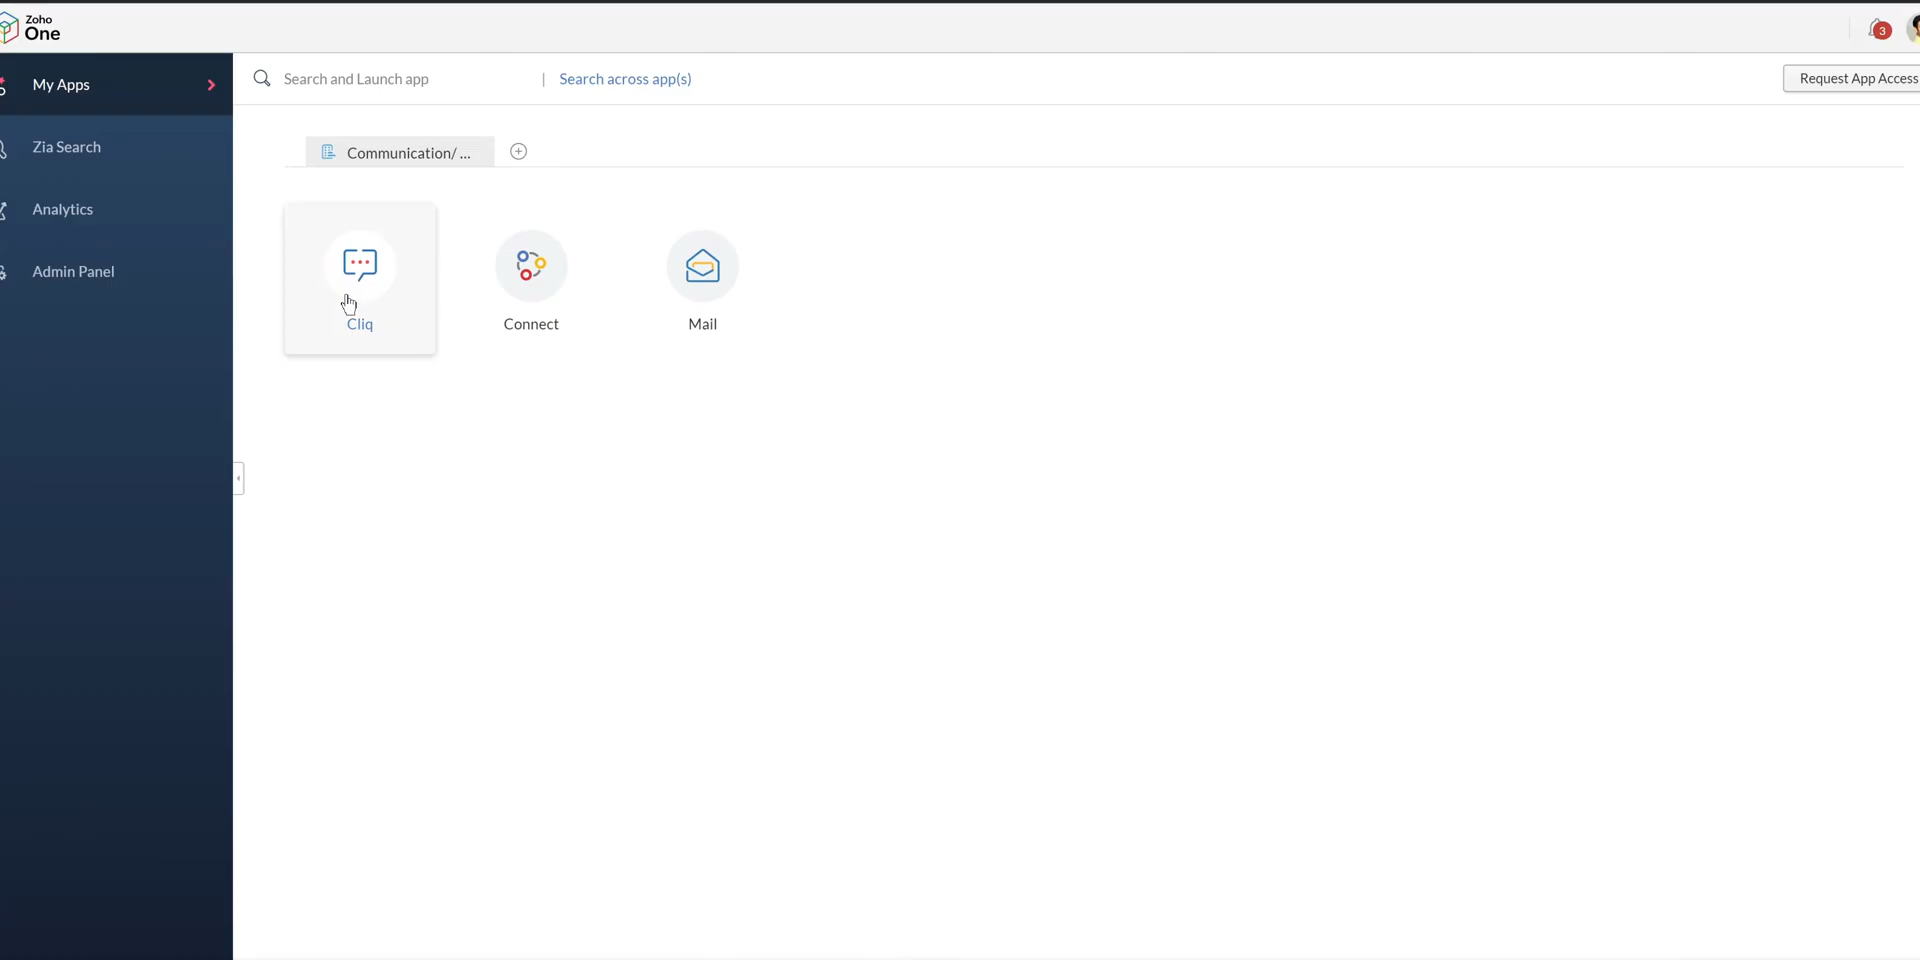 Zoho
One
3
My Apps
Search and Launch app | Search across app(s)
Request App Access
Zia Search
Communication/ ...
Analytics
Admin Panel
Cliq
Connect
Mail